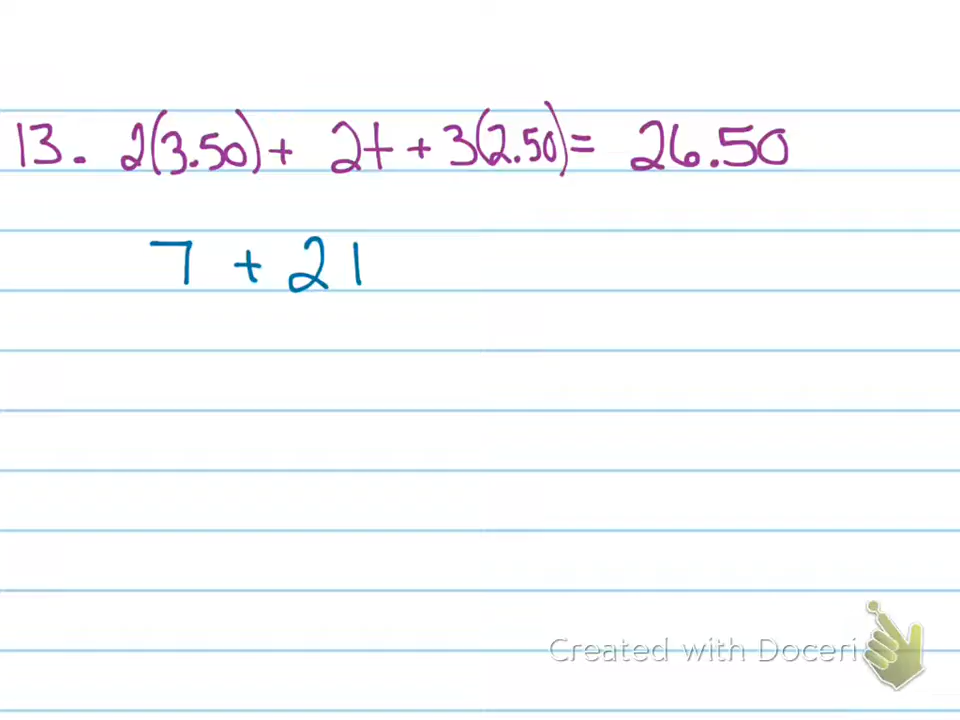 13. 2(3.50) + 2t + 3(2.50) = 26.50
7 + 21
Created with Doceri